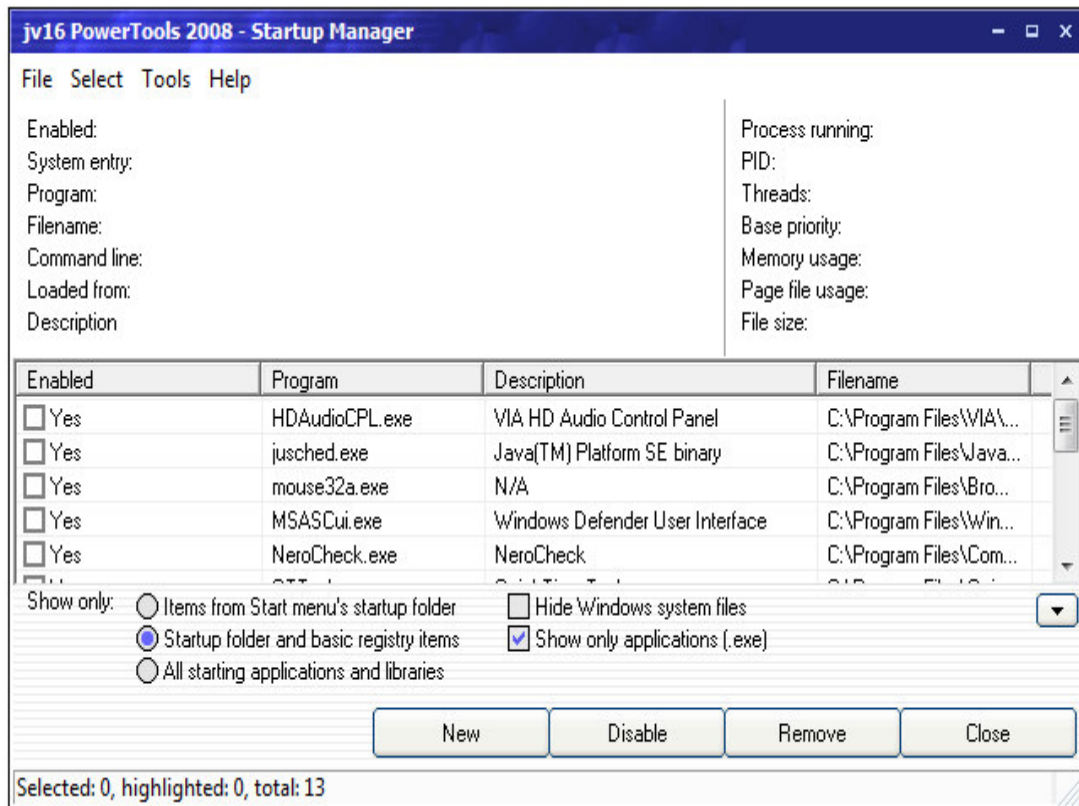 jv16 PowerTools 2008 - Startup Manager
File Select Tools Help
Enabled:
System entry:
Program:
Filename:
Command line:
Loaded from:
Description
Process running:
PID:
Threads:
Base priority:
Memory usage:
Page file usage:
File size:
Enabled Program Description Filename
Yes HDAudioCPL.exe VIA HD Audio Control Panel C:\Program Files\VIA\...
Yes jusched.exe Java(TM) Platform SE binary C:\Program Files\Java...
Yes mouse32a.exe N/A C:\Program Files\Bro...
Yes MSASCui.exe Windows Defender User Interface C:\Program Files\Win...
Yes NeroCheck.exe NeroCheck C:\Program Files\Com...
Show only:
Items from Start menu's startup folder
Startup folder and basic registry items
All starting applications and libraries
Hide Windows system files
Show only applications (.exe)
New Disable Remove Close
Selected: 0, highlighted: 0, total: 13